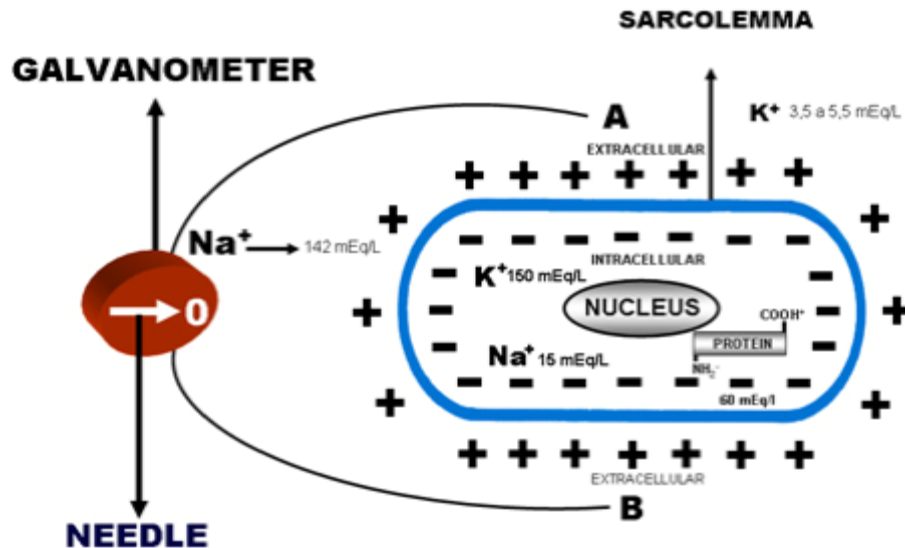 SARCOLEMMA
GALVANOMETER
A
K+ 3,5 a 5,5 mEq/L
EXTRACELLULAR
Na+ 142 mEq/L
INTRACELLULAR
K+ 150 mEq/L
NUCLEUS
0
COOH+
PROTEIN
Na+ 15 mEq/L
NH2-
60 mEq/l
EXTRACELLULAR
B
NEEDLE